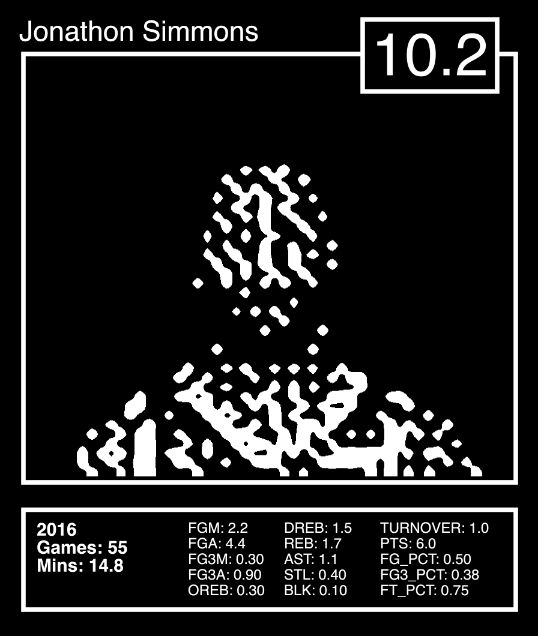 Jonathon Simmons
10.2
2016
Games: 55
Mins: 14.8
FGM: 2.2
FGA: 4.4
FG3M: 0.30
FG3A: 0.90
OREB: 0.30
DREB: 1.5
REB: 1.7
AST: 1.1
STL: 0.40
BLK: 0.10
TURNOVER: 1.0
PTS: 6.0
FG_PCT: 0.50
FG3_PCT: 0.38
FT_PCT: 0.75